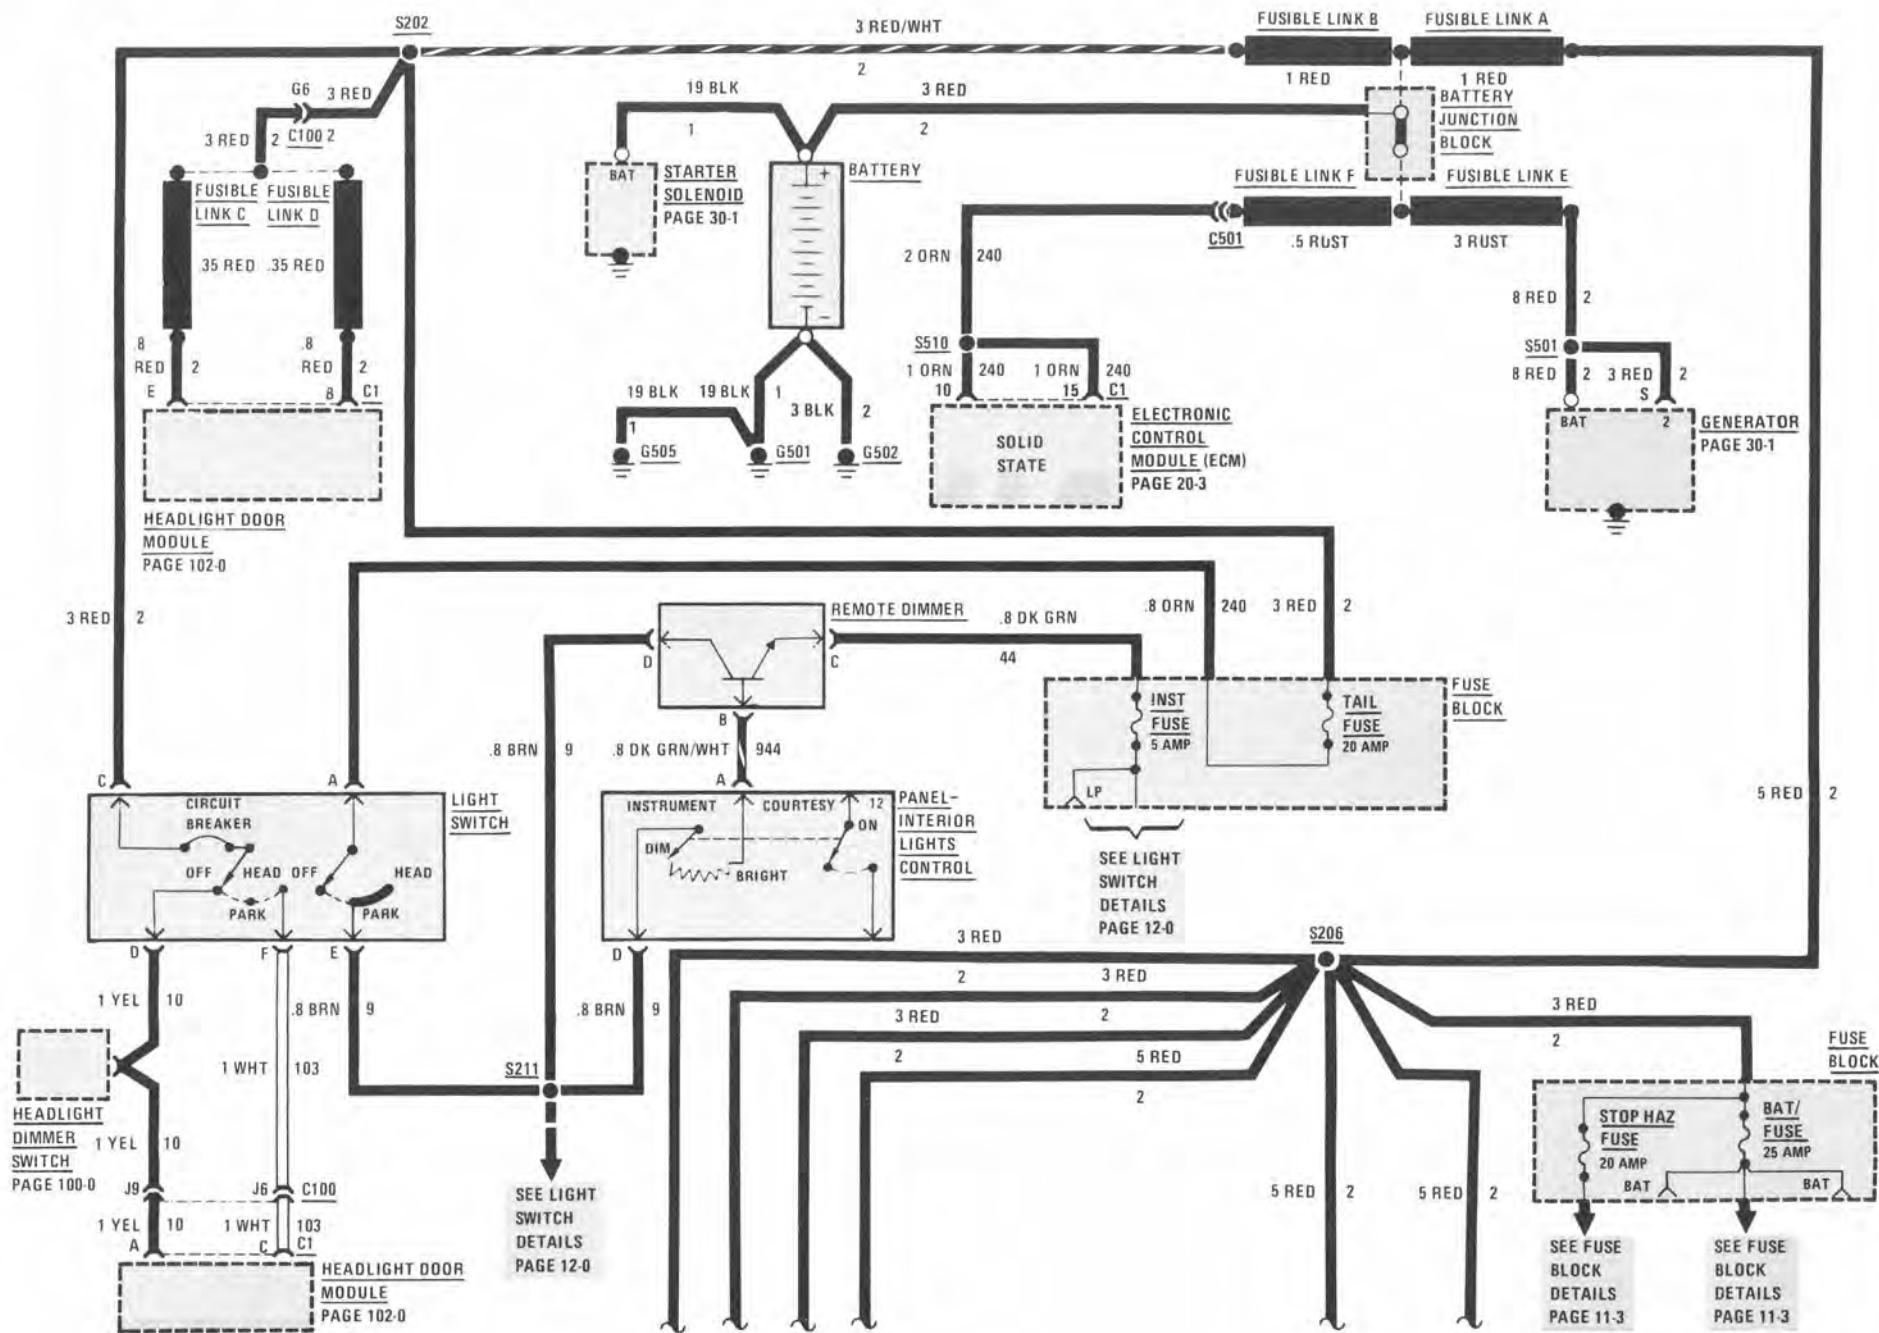 S202
3 RED/WHT
2
FUSIBLE LINK B
FUSIBLE LINK A
1 RED
1 RED
G6
3 RED
3 RED
2
C100
2
19 BLK
1
3 RED
2
BATTERY
JUNCTION
BLOCK
FUSIBLE
LINK C
FUSIBLE
LINK D
.35 RED
.35 RED
BAT
STARTER
SOLENOID
PAGE 30-1
+
BATTERY
-
FUSIBLE LINK F
FUSIBLE LINK E
C501
.5 RUST
3 RUST
2 ORN
240
8 RED
2
.8
RED
2
E
.8
RED
2
8
C1
S510
1 ORN
240
10
1 ORN
240
15
C1
S501
8 RED
2
3 RED
2
S
BAT
2
GENERATOR
PAGE 30-1
19 BLK
1
19 BLK
1
3 BLK
2
G505
G501
G502
SOLID
STATE
ELECTRONIC
CONTROL
MODULE (ECM)
PAGE 20-3
HEADLIGHT DOOR
MODULE
PAGE 102-0
3 RED
2
REMOTE DIMMER
D
C
B
.8 DK GRN
44
.8 ORN
240
3 RED
2
FUSE
BLOCK
INST
FUSE
5 AMP
TAIL
FUSE
20 AMP
LP
.8 BRN
9
.8 DK GRN/WHT
944
A
5 RED
2
C
A
LIGHT
SWITCH
CIRCUIT
BREAKER
OFF
HEAD
PARK
OFF
HEAD
PARK
INSTRUMENT
COURTESY
12
ON
DIM
BRIGHT
PANEL-
INTERIOR
LIGHTS
CONTROL
SEE LIGHT
SWITCH
DETAILS
PAGE 12-0
D
F
E
D
3 RED
2
3 RED
2
3 RED
2
5 RED
2
S206
3 RED
2
1 YEL
10
.8 BRN
9
.8 BRN
9
1 WHT
103
S211
HEADLIGHT
DIMMER
SWITCH
PAGE 100-0
1 YEL
10
J9
J6
C100
1 YEL
10
A
1 WHT
103
C
C1
HEADLIGHT DOOR
MODULE
PAGE 102-0
SEE LIGHT
SWITCH
DETAILS
PAGE 12-0
5 RED
2
5 RED
2
FUSE
BLOCK
STOP HAZ
FUSE
20 AMP
BAT/
FUSE
25 AMP
BAT
BAT
SEE FUSE
BLOCK
DETAILS
PAGE 11-3
SEE FUSE
BLOCK
DETAILS
PAGE 11-3